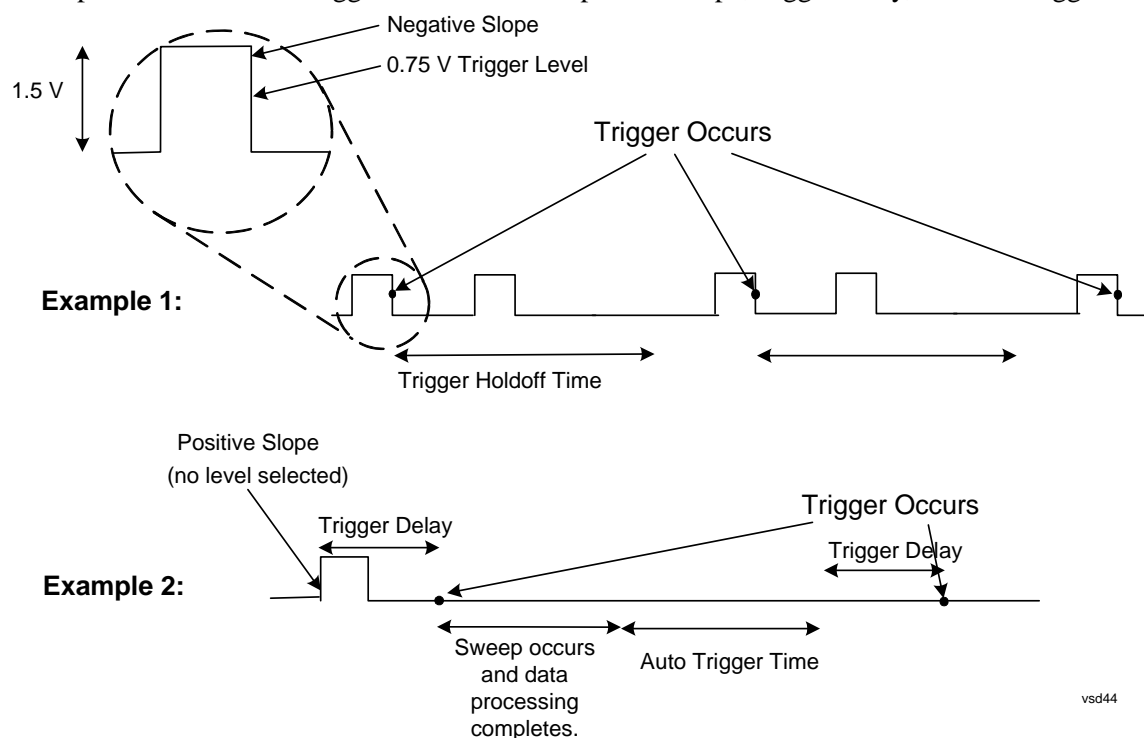 Negative Slope
0.75 V Trigger Level
1.5 V
Trigger Occurs
Example 1:
Trigger Holdoff Time
Positive Slope
(no level selected)
Trigger Delay
Trigger Occurs
Trigger Delay
Example 2:
Sweep occurs
and data
processing
completes.
Auto Trigger Time
vsd44